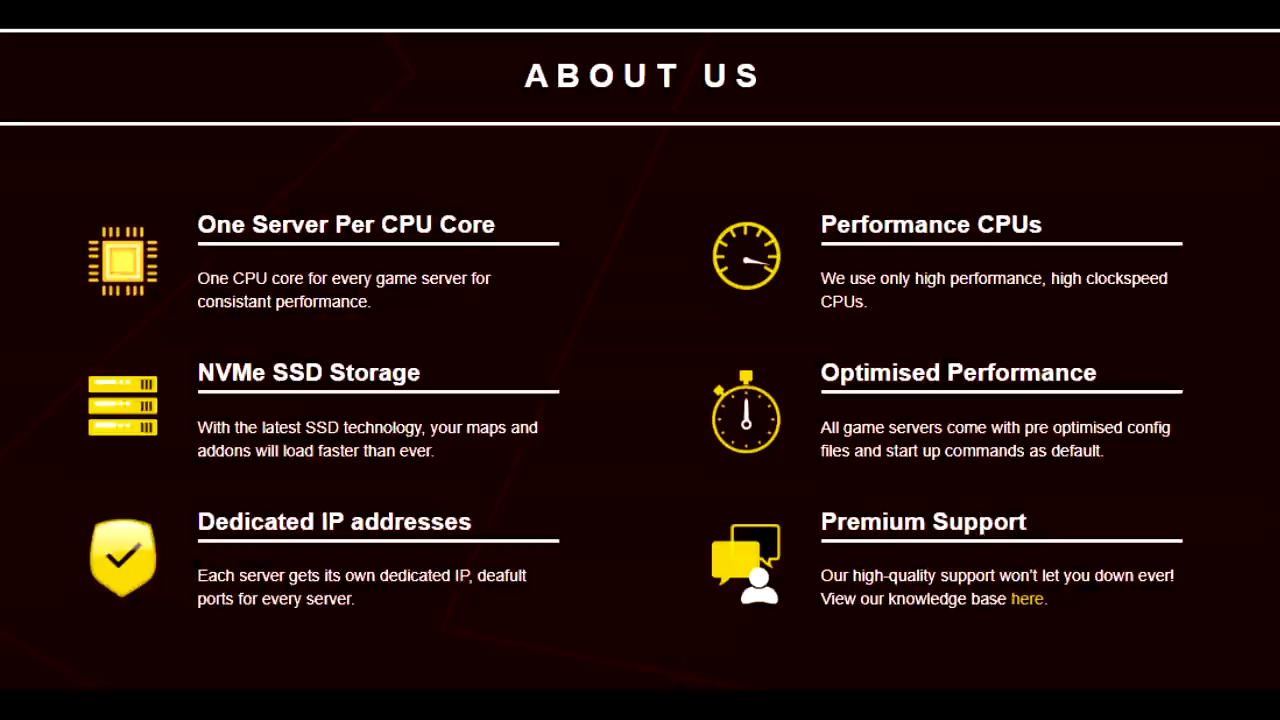 ABOUT US
One Server Per CPU Core
One CPU core for every game server for
consistant performance.
Performance CPUs
We use only high performance, high clockspeed
CPUs.
NVMe SSD Storage
With the latest SSD technology, your maps and
addons will load faster than ever.
Optimised Performance
All game servers come with pre optimised config
files and start up commands as default.
Dedicated IP addresses
Each server gets its own dedicated IP, deafult
ports for every server.
Premium Support
Our high-quality support won't let you down ever!
View our knowledge base here.